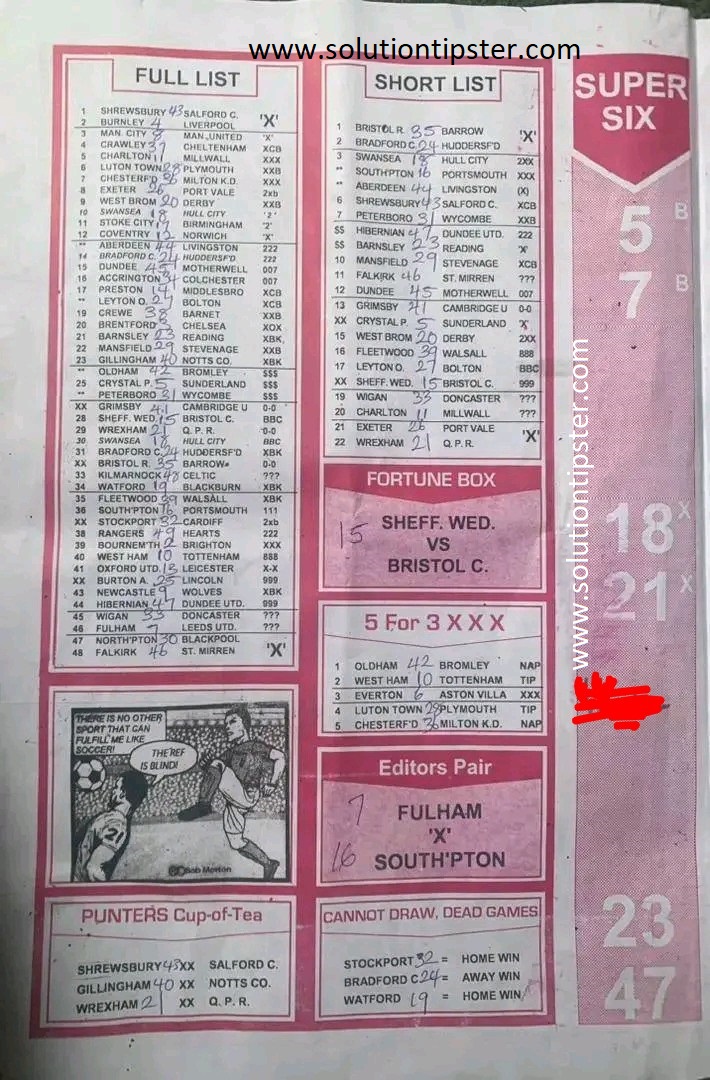 www.solutiontipster.com
FULL LIST
1 SHREWSBURY 43 SALFORD C.
2 BURNLEY 4 LIVERPOOL 'X'
3 MAN. CITY 8 MAN.UNITED 'X'
4 CRAWLEY 37 CHELTENHAM XCB
5 CHARLTON 11 MILLWALL XXX
6 LUTON TOWN 28 PLYMOUTH XXB
7 CHESTERF'D 36 MILTON K.D. XXX
8 EXETER 26 PORT VALE 2xb
9 WEST BROM 20 DERBY XXB
10 SWANSEA 18 HULL CITY '2'
11 STOKE CITY 17 BIRMINGHAM '2'
12 COVENTRY 12 NORWICH 'X'
** ABERDEEN 44 LIVINGSTON 222
14 BRADFORD C. 24 HUDDERSF'D 222
15 DUNDEE 45 MOTHERWELL 007
16 ACCRINGTON 34 COLCHESTER 007
17 PRESTON 14 MIDDLESBRO XCB
** LEYTON O. 27 BOLTON XCB
19 CREWE 38 BARNET XXB
20 BRENTFORD 3 CHELSEA XOX
21 BARNSLEY 23 READING XBK
22 MANSFIELD 29 STEVENAGE XXB
23 GILLINGHAM 40 NOTTS CO. XBK
** OLDHAM 42 BROMLEY $$$
25 CRYSTAL P. 5 SUNDERLAND $$$
** PETERBORO 31 WYCOMBE $$$
XX GRIMSBY 41 CAMBRIDGE U 0-0
28 SHEFF. WED. 15 BRISTOL C. BBC
29 WREXHAM 21 Q. P. R. '0-0
30 SWANSEA 18 HULL CITY BBC
31 BRADFORD C. 24 HUDDERSF'D XBK
XX BRISTOL R. 35 BARROW 0-0
33 KILMARNOCK 48 CELTIC ???
34 WATFORD 19 BLACKBURN XBK
35 FLEETWOOD 39 WALSALL XBK
36 SOUTH'PTON 16 PORTSMOUTH 111
XX STOCKPORT 32 CARDIFF 2xb
38 RANGERS 49 HEARTS 222
39 BOURNEM'TH 2 BRIGHTON XXX
40 WEST HAM 10 TOTTENHAM 888
41 OXFORD UTD. 13 LEICESTER X-X
XX BURTON A. 25 LINCOLN 999
43 NEWCASTLE 9 WOLVES XBK
44 HIBERNIAN 47 DUNDEE UTD. 999
45 WIGAN 33 DONCASTER ???
46 FULHAM 7 LEEDS UTD. ???
47 NORTH'PTON 30 BLACKPOOL
48 FALKIRK 46 ST. MIRREN 'X'
THERE IS NO OTHER
SPORT THAT CAN
FULFILL ME LIKE
SOCCER!
THE REF
IS BLIND!
21
Bob Morton
PUNTERS Cup-of-Tea
SHREWSBURY 43 XX SALFORD C.
GILLINGHAM 40 XX NOTTS CO.
WREXHAM 21 XX Q. P. R.
SHORT LIST
1 BRISTOL R. 35 BARROW
2 BRADFORD C. 24 HUDDERSF'D 'X'
3 SWANSEA 18 HULL CITY 2XX
** SOUTH'PTON 16 PORTSMOUTH XXX
** ABERDEEN 44 LIVINGSTON (X)
6 SHREWSBURY 43 SALFORD C. XCB
7 PETERBORO 31 WYCOMBE XXB
$$ HIBERNIAN 47 DUNDEE UTD. 222
$$ BARNSLEY 23 READING 'X'
10 MANSFIELD 29 STEVENAGE XCB
11 FALKIRK 46 ST. MIRREN ???
12 DUNDEE 45 MOTHERWELL 007
13 GRIMSBY 41 CAMBRIDGE U 0-0
XX CRYSTAL P. 5 SUNDERLAND 'X'
15 WEST BROM 20 DERBY 2XX
16 FLEETWOOD 39 WALSALL 888
17 LEYTON O. 27 BOLTON BBC
XX SHEFF. WED. 15 BRISTOL C. 999
19 WIGAN 33 DONCASTER ???
20 CHARLTON 11 MILLWALL ???
21 EXETER 26 PORT VALE
22 WREXHAM 21 Q. P. R. 'X'
FORTUNE BOX
15 SHEFF. WED.
VS
BRISTOL C.
5 For 3 X X X
1 OLDHAM 42 BROMLEY NAP
2 WEST HAM 10 TOTTENHAM TIP
3 EVERTON 6 ASTON VILLA XXX
4 LUTON TOWN 28 PLYMOUTH TIP
5 CHESTERF'D 36 MILTON K.D. NAP
Editors Pair
7 FULHAM
'X'
16 SOUTH'PTON
CANNOT DRAW, DEAD GAMES
STOCKPORT 32 = HOME WIN
BRADFORD C 24 = AWAY WIN
WATFORD 19 = HOME WIN
SUPER
SIX
5 B
7 B
18 X
21 X
23
47
www.solutiontipster.com